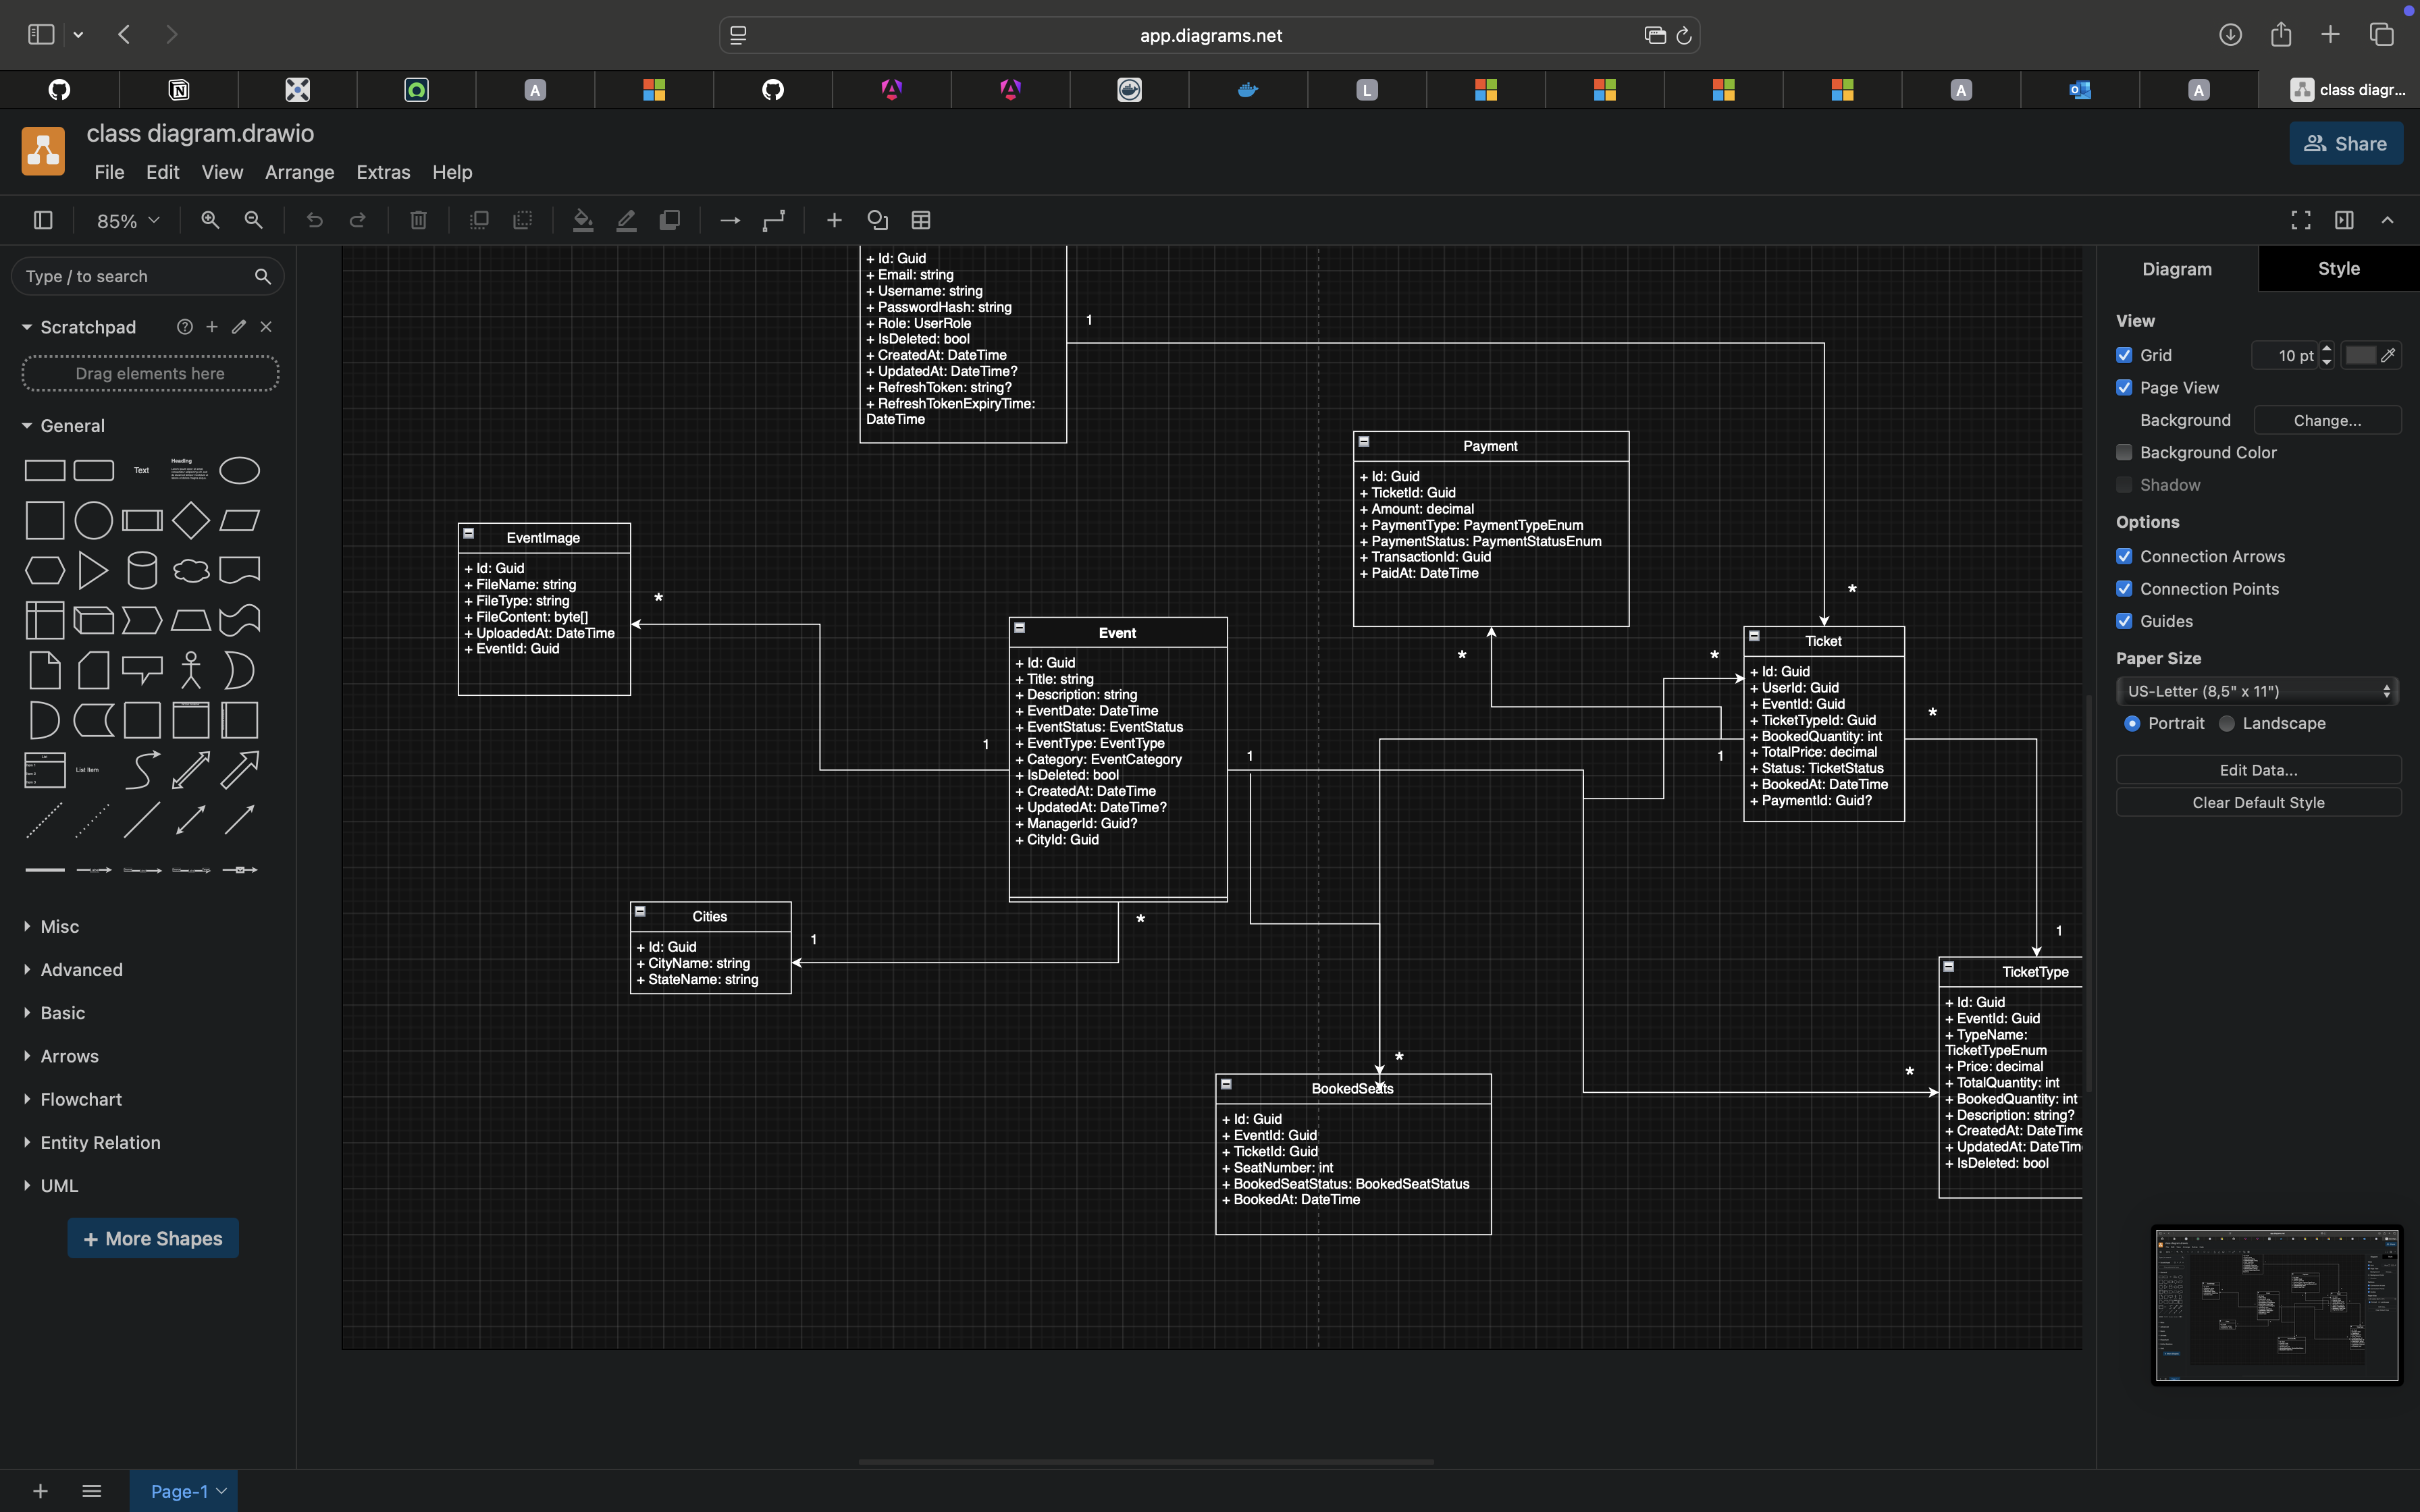 app.diagrams.net
A
L
A
A
class diagr...
class diagram.drawio
File Edit View Arrange Extras Help
Share
85%
Type / to search
Scratchpad
Drag elements here
General
Text
Heading
List Item
Misc
Advanced
Basic
Arrows
Flowchart
Entity Relation
UML
+ More Shapes
+ Id: Guid
+ Email: string
+ Username: string
+ PasswordHash: string
+ Role: UserRole
+ IsDeleted: bool
+ CreatedAt: DateTime
+ UpdatedAt: DateTime?
+ RefreshToken: string?
+ RefreshTokenExpiryTime:
DateTime
1
Payment
+ Id: Guid
+ TicketId: Guid
+ Amount: decimal
+ PaymentType: PaymentTypeEnum
+ PaymentStatus: PaymentStatusEnum
+ TransactionId: Guid
+ PaidAt: DateTime
*
EventImage
+ Id: Guid
+ FileName: string
+ FileType: string
+ FileContent: byte[]
+ UploadedAt: DateTime
+ EventId: Guid
*
Event
+ Id: Guid
+ Title: string
+ Description: string
+ EventDate: DateTime
+ EventStatus: EventStatus
+ EventType: EventType
+ Category: EventCategory
+ IsDeleted: bool
+ CreatedAt: DateTime
+ UpdatedAt: DateTime?
+ ManagerId: Guid?
+ CityId: Guid
1
1
*
*
*
Ticket
+ Id: Guid
+ UserId: Guid
+ EventId: Guid
+ TicketTypeId: Guid
+ BookedQuantity: int
+ TotalPrice: decimal
+ Status: TicketStatus
+ BookedAt: DateTime
+ PaymentId: Guid?
1
*
Cities
+ Id: Guid
+ CityName: string
+ StateName: string
1
1
TicketType
+ Id: Guid
+ EventId: Guid
+ TypeName:
TicketTypeEnum
+ Price: decimal
+ TotalQuantity: int
+ BookedQuantity: int
+ Description: string?
+ CreatedAt: DateTime
+ UpdatedAt: DateTim
+ IsDeleted: bool
*
*
BookedSeats
+ Id: Guid
+ EventId: Guid
+ TicketId: Guid
+ SeatNumber: int
+ BookedSeatStatus: BookedSeatStatus
+ BookedAt: DateTime
Diagram
Style
View
Grid
10 pt
Page View
Background
Change...
Background Color
Shadow
Options
Connection Arrows
Connection Points
Guides
Paper Size
US-Letter (8,5" x 11")
Portrait
Landscape
Edit Data...
Clear Default Style
Page-1